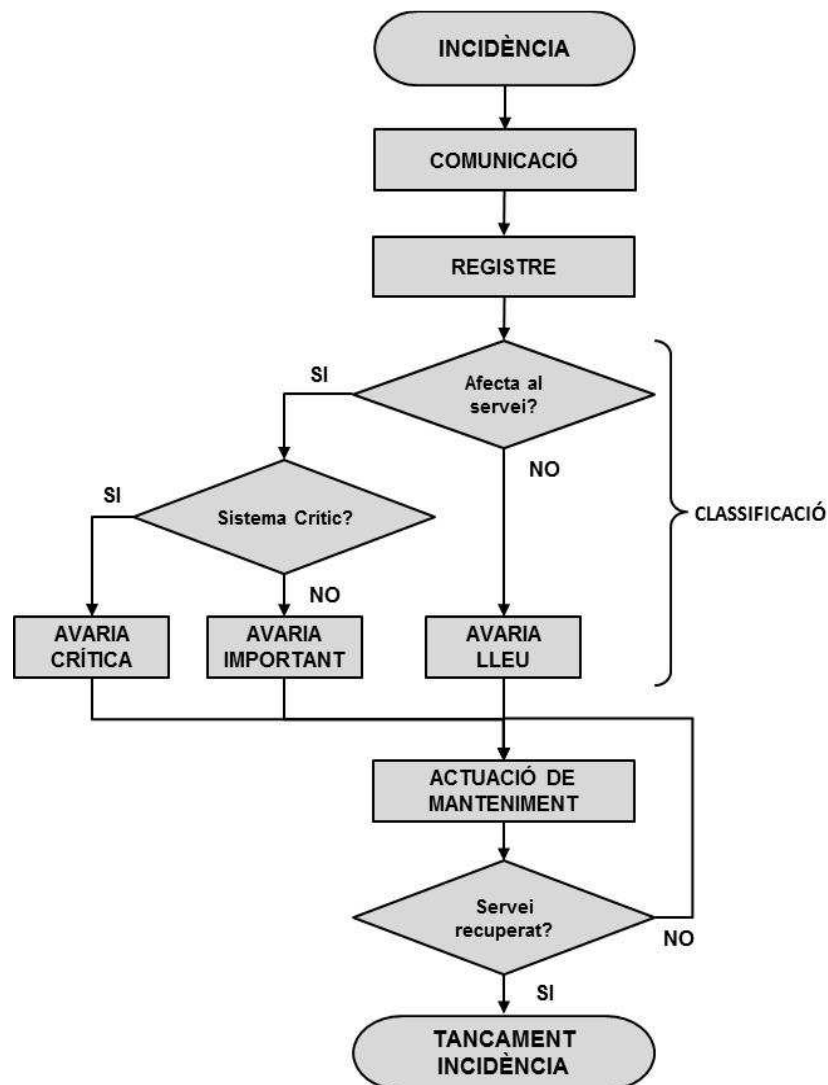 INCIDÈNCIA
COMUNICACIÓ
REGISTRE
SI
Afecta al
servei?
NO
SI
Sistema Crític?
CLASSIFICACIÓ
NO
AVARIA
CRÍTICA
AVARIA
IMPORTANT
AVARIA
LLEU
ACTUACIÓ DE
MANTENIMENT
Servei
recuperat?
NO
SI
TANCAMENT
INCIDÈNCIA